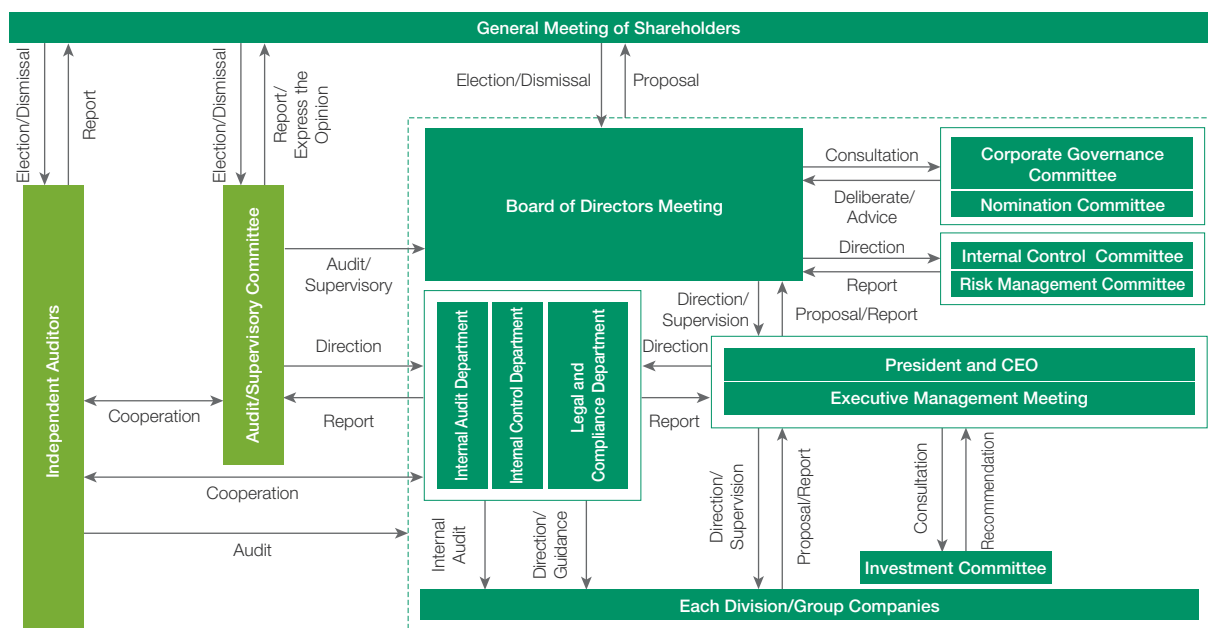 General Meeting of Shareholders
Election/Dismissal
Report
Election/Dismissal
Report/
Express the
Opinion
Election/Dismissal
Proposal
Board of Directors Meeting
Consultation
Deliberate/
Advice
Corporate Governance
Committee
Nomination Committee
Direction
Report
Internal Control Committee
Risk Management Committee
Independent Auditors
Audit/Supervisory Committee
Audit/
Supervisory
Direction/
Supervision
Proposal/Report
Direction
Report
Cooperation
Cooperation
Audit
Internal Audit Department
Internal Control Department
Legal and
Compliance Department
Direction
Report
President and CEO
Executive Management Meeting
Internal
Audit
Direction/
Guidance
Direction/
Supervision
Proposal/Report
Consultation
Recommendation
Investment Committee
Each Division/Group Companies